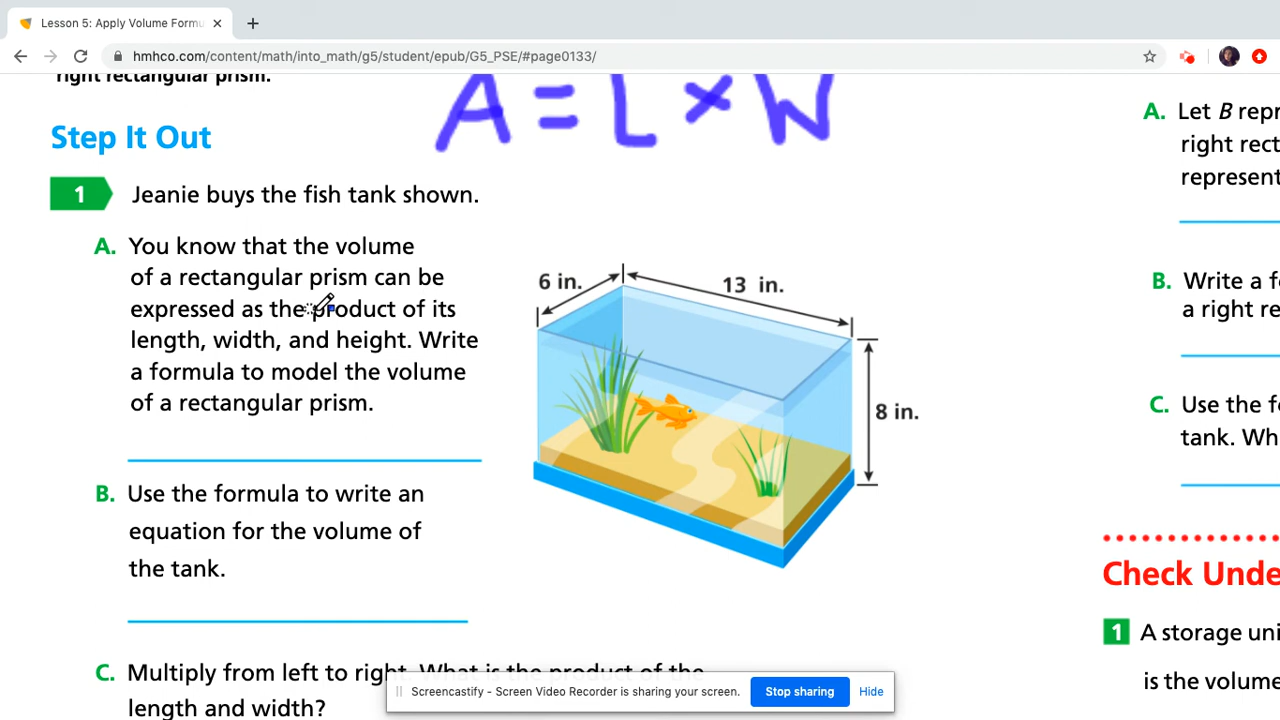 Lesson 5: Apply Volume Formu
hmhco.com/content/math/into_math/g5/student/epub/G5_PSE/#page0133/
right rectangular prism.
A = L × W
Step It Out
1 Jeanie buys the fish tank shown.
A. You know that the volume
of a rectangular prism can be
expressed as the product of its
length, width, and height. Write
a formula to model the volume
of a rectangular prism.
6 in.
13 in.
8 in.
B. Use the formula to write an
equation for the volume of
the tank.
C. Multiply from left to right. What is the product of the
length and width?
A. Let B repr
right rect
represent
B. Write a f
a right re
C. Use the f
tank. Wh
Check Unde
1 A storage uni
is the volume
Screencastify - Screen Video Recorder is sharing your screen.
Stop sharing
Hide